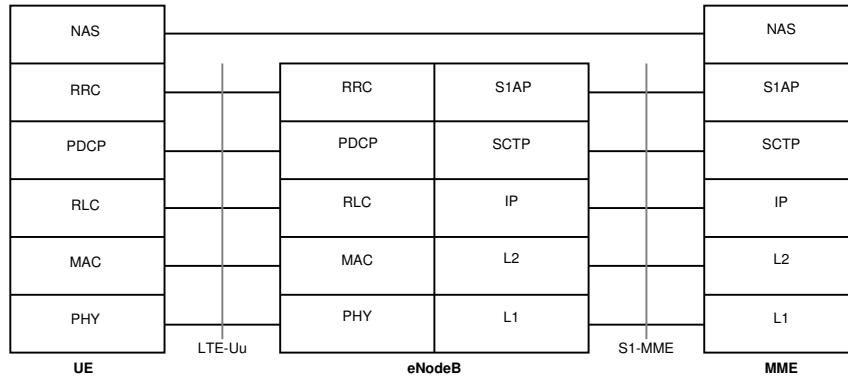 NAS NAS
RRC RRC S1AP S1AP
PDCP PDCP SCTP SCTP
RLC RLC IP IP
MAC MAC L2 L2
PHY PHY L1 L1
LTE-Uu S1-MME
UE eNodeB MME